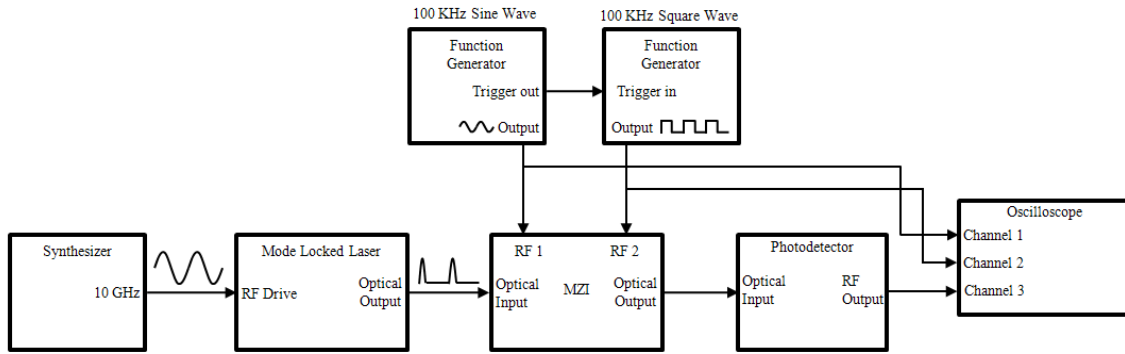 100 KHz Sine Wave
100 KHz Square Wave
Function
Generator
Trigger out
Output
Function
Generator
Trigger in
Output
Synthesizer
10 GHz
Mode Locked Laser
RF Drive
Optical
Output
RF 1
RF 2
Optical
Input
MZI
Optical
Output
Photodetector
Optical
Input
RF
Output
Oscilloscope
Channel 1
Channel 2
Channel 3